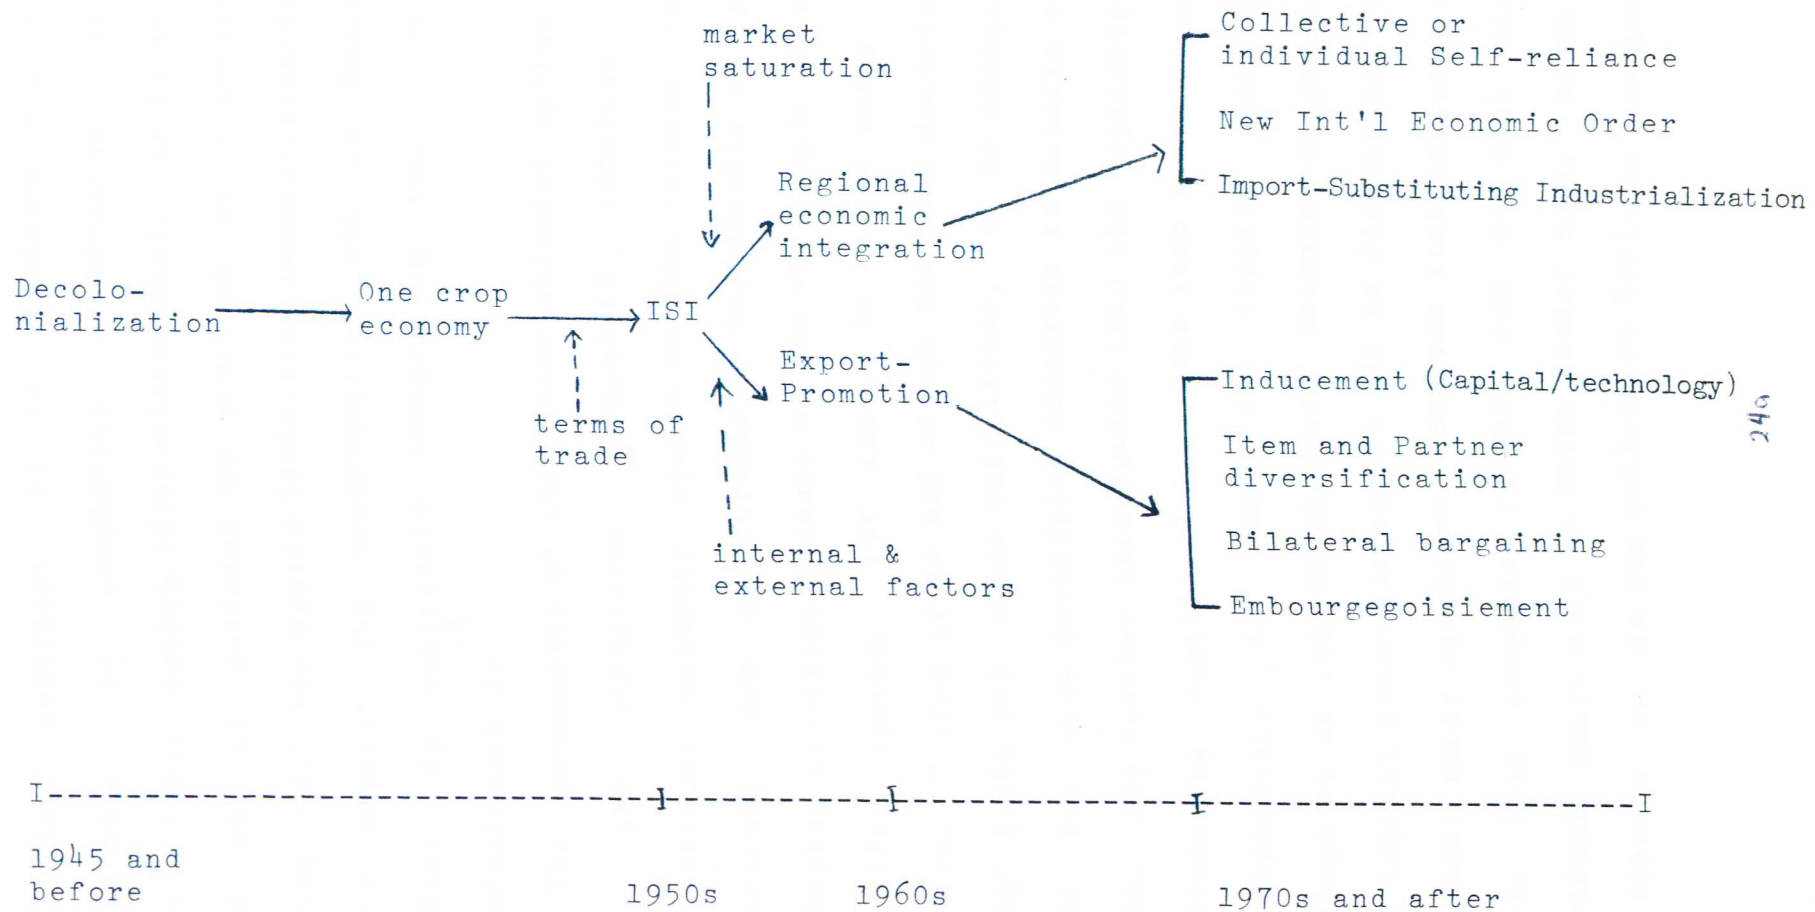 market
saturation
Collective or
individual Self-reliance
New Int'l Economic Order
Import-Substituting Industrialization
Regional
economic
integration
Decolo-
nialization
One crop
economy
ISI
terms of
trade
Export-
Promotion
internal &
external factors
Inducement (Capital/technology)
Item and Partner
diversification
Bilateral bargaining
Embourgegoisiement
24a
1945 and
before
1950s
1960s
1970s and after